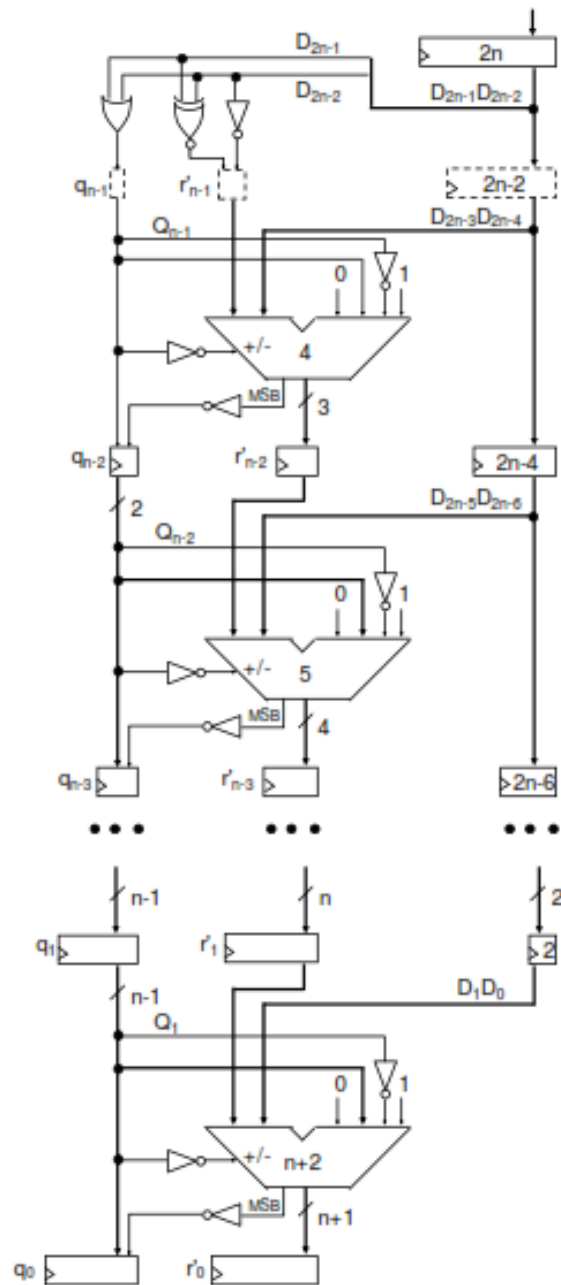 D2n-1 2n
D2n-2 D2n-1D2n-2
qn-1 r'n-1 2n-2
Qn-1 D2n-3D2n-4
0 1
+/- 4
MSB 3
qn-2 r'n-2 2n-4
2 D2n-5D2n-6
Qn-2
0 1
+/- 5
MSB 4
qn-3 r'n-3 2n-6
n-1 n 2
q1 r'1 2
n-1 D1D0
Q1
0 1
+/- n+2
MSB n+1
q0 r'0